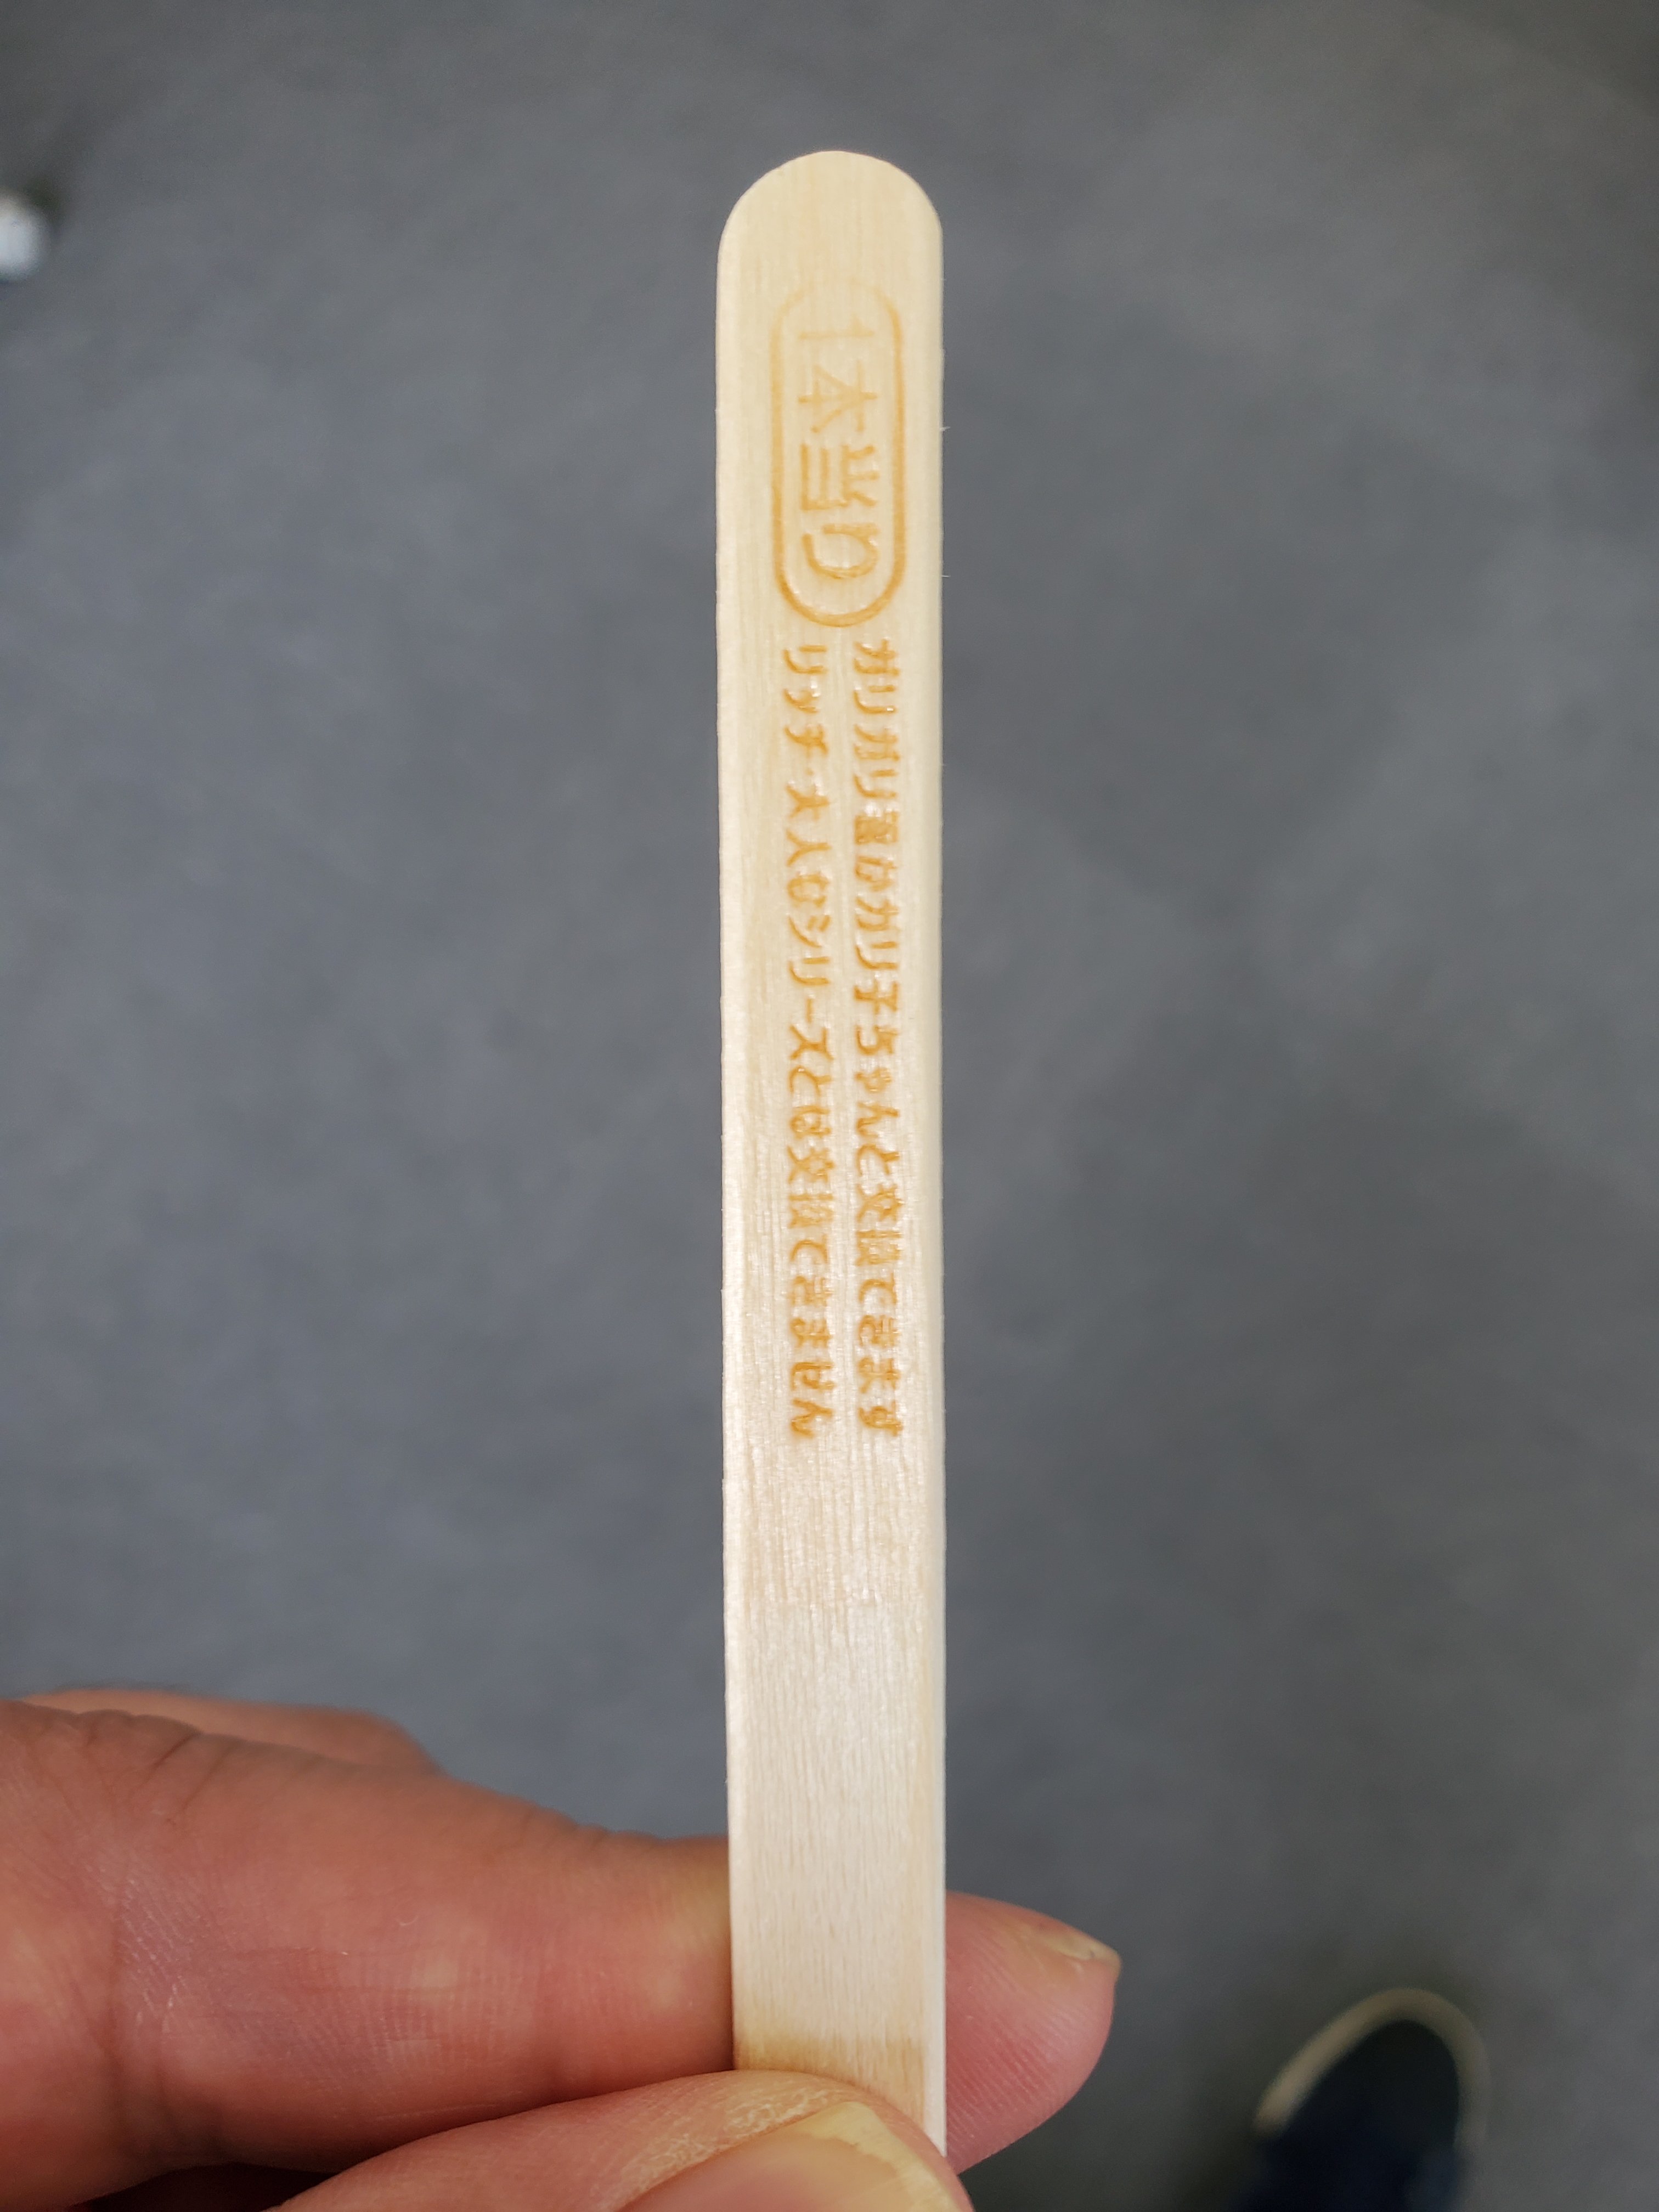 1本当り
ガリガリ君かガリ子ちゃんと交換できます
リッチ・大人なシリーズとは交換できません